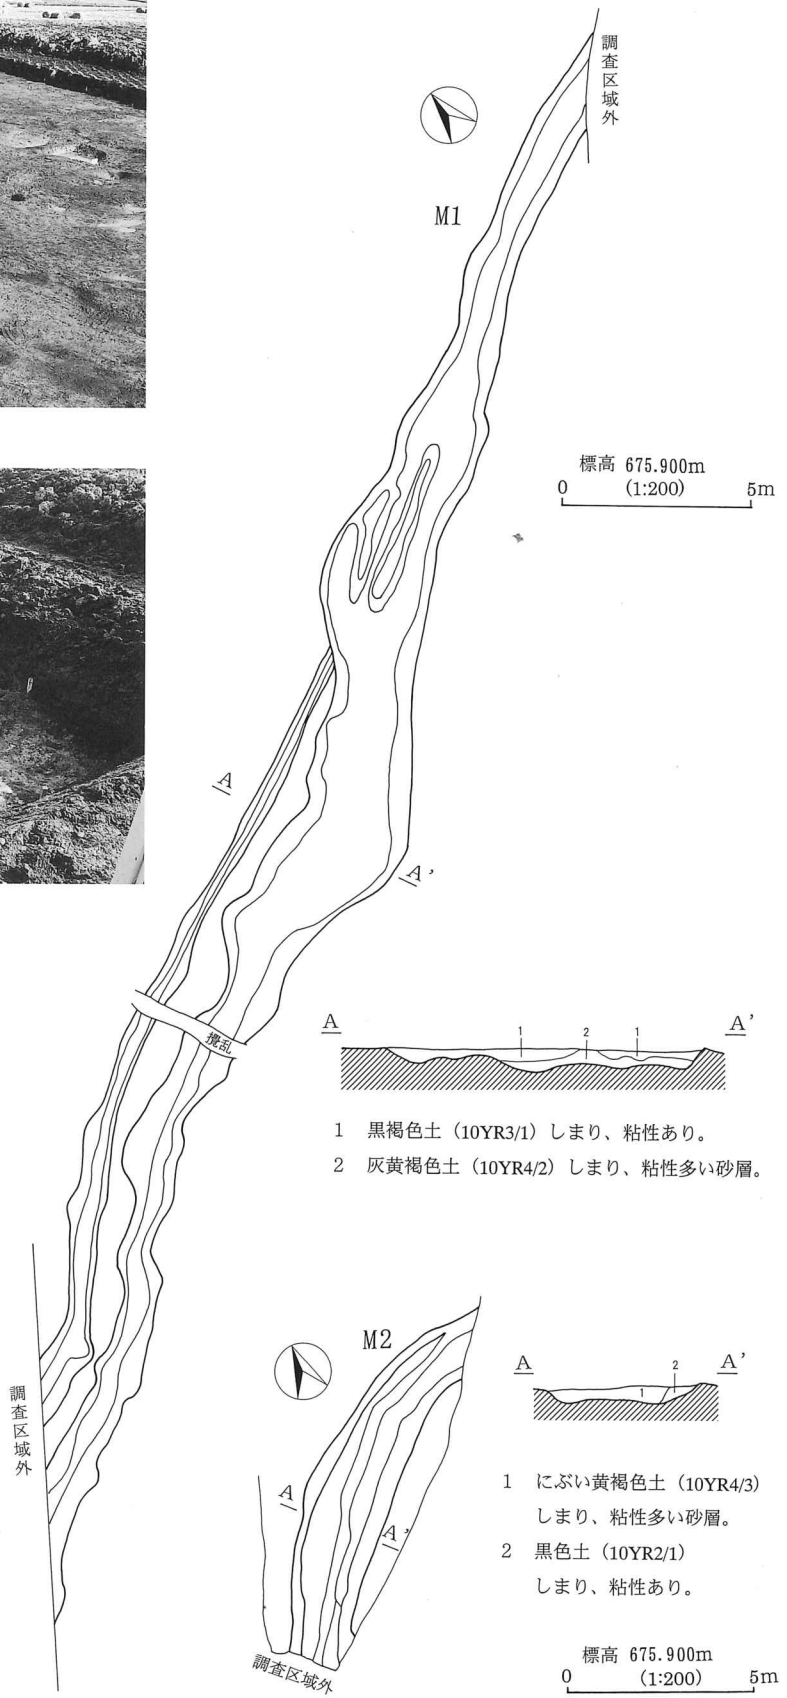 調査区域外
M1
標高 675.900m
0 (1:200) 5m
A
A'
攪乱
A A'
1 2 1
1 黒褐色土（10YR3/1）しまり、粘性あり。
2 灰黄褐色土（10YR4/2）しまり、粘性多い砂層。
調査区域外
M2
A
A'
調査区域外
A A'
1 2
1 にぶい黄褐色土（10YR4/3）
しまり、粘性多い砂層。
2 黒色土（10YR2/1）
しまり、粘性あり。
標高 675.900m
0 (1:200) 5m